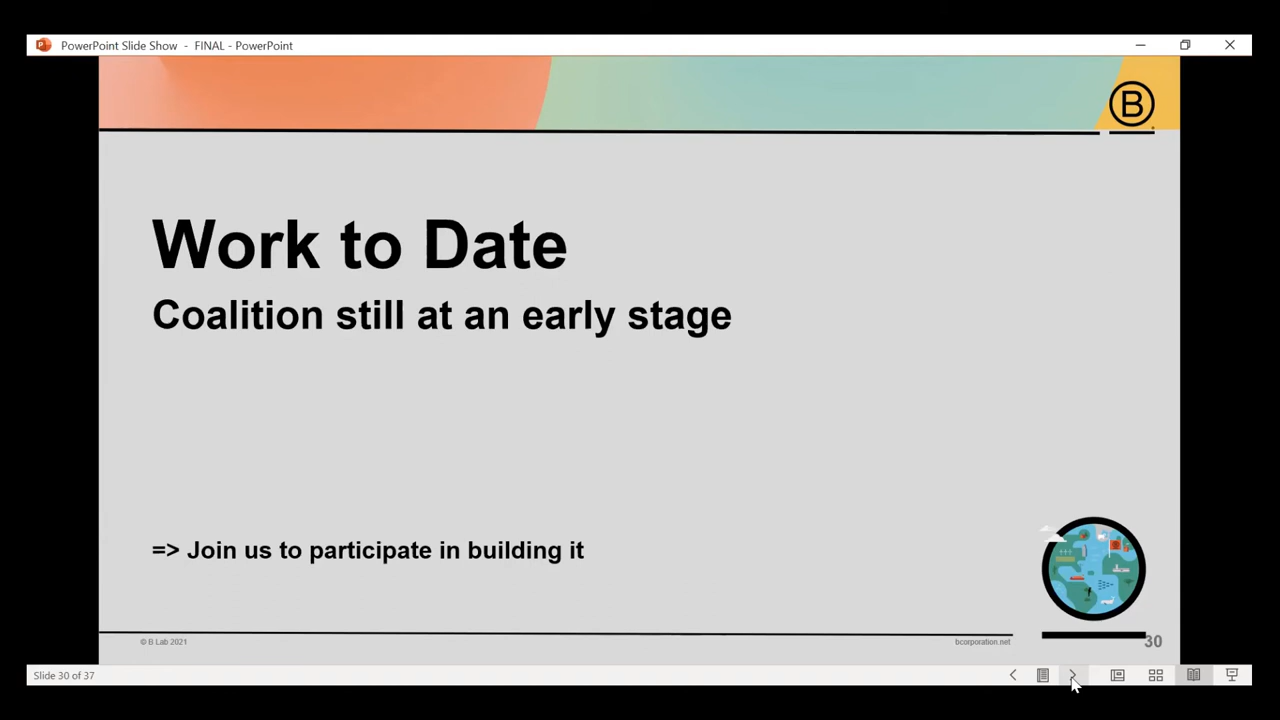 PowerPoint Slide Show - FINAL - PowerPoint
B
Work to Date
Coalition still at an early stage
=> Join us to participate in building it
© B Lab 2021
bcorporation.net
30
Slide 30 of 37